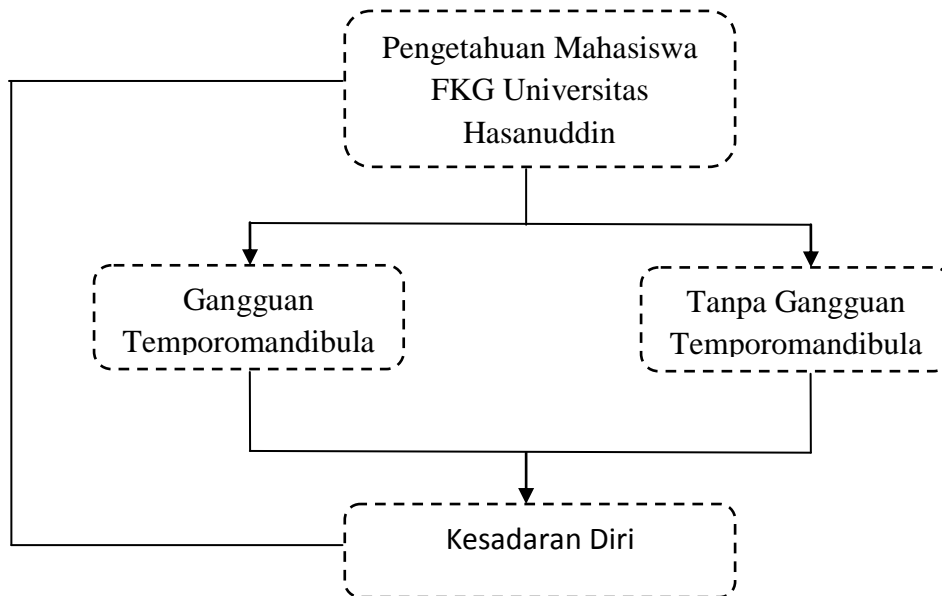 Pengetahuan Mahasiswa
FKG Universitas
Hasanuddin
Gangguan
Temporomandibula
Tanpa Gangguan
Temporomandibula
Kesadaran Diri